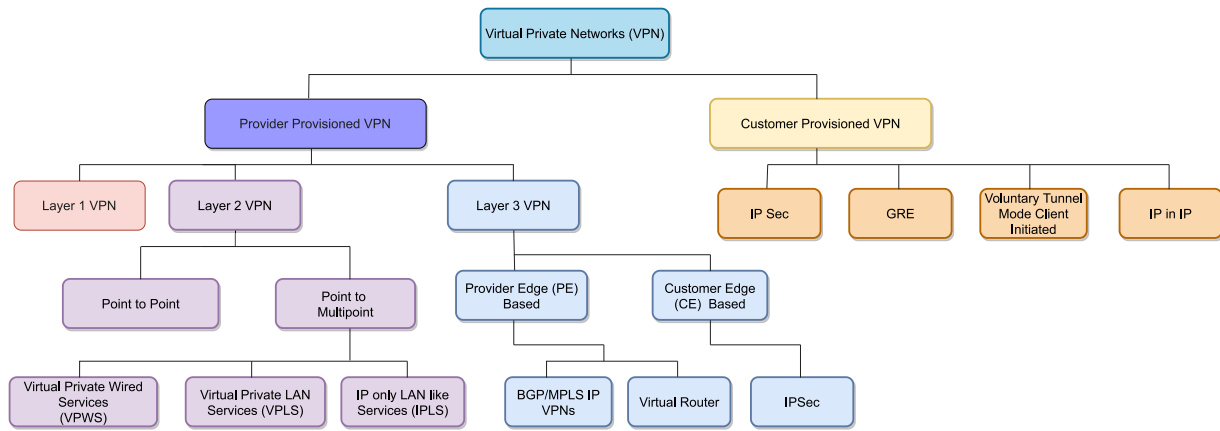 Virtual Private Networks (VPN)
Provider Provisioned VPN
Customer Provisioned VPN
Layer 1 VPN
Layer 2 VPN
Layer 3 VPN
IP Sec
GRE
Voluntary Tunnel
Mode Client
Initiated
IP in IP
Point to Point
Point to
Multipoint
Provider Edge (PE)
Based
Customer Edge
(CE) Based
Virtual Private Wired
Services
(VPWS)
Virtual Private LAN
Services (VPLS)
IP only LAN like
Services (IPLS)
BGP/MPLS IP
VPNs
Virtual Router
IPSec